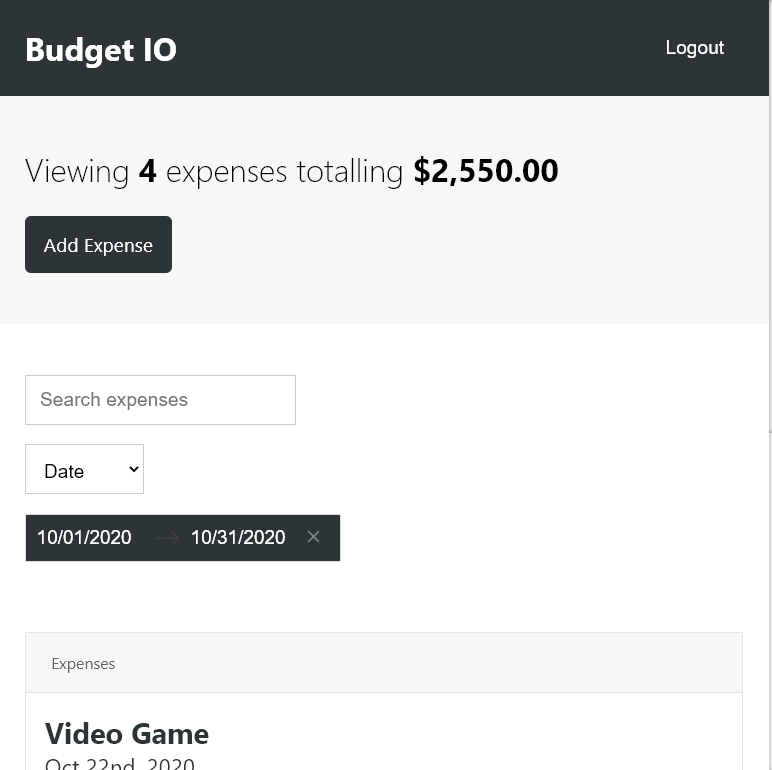 Budget IO
Logout
Viewing 4 expenses totalling $2,550.00
Add Expense
Search expenses
Date
10/01/2020 → 10/31/2020 ×
Expenses
Video Game
Oct 22nd, 2020